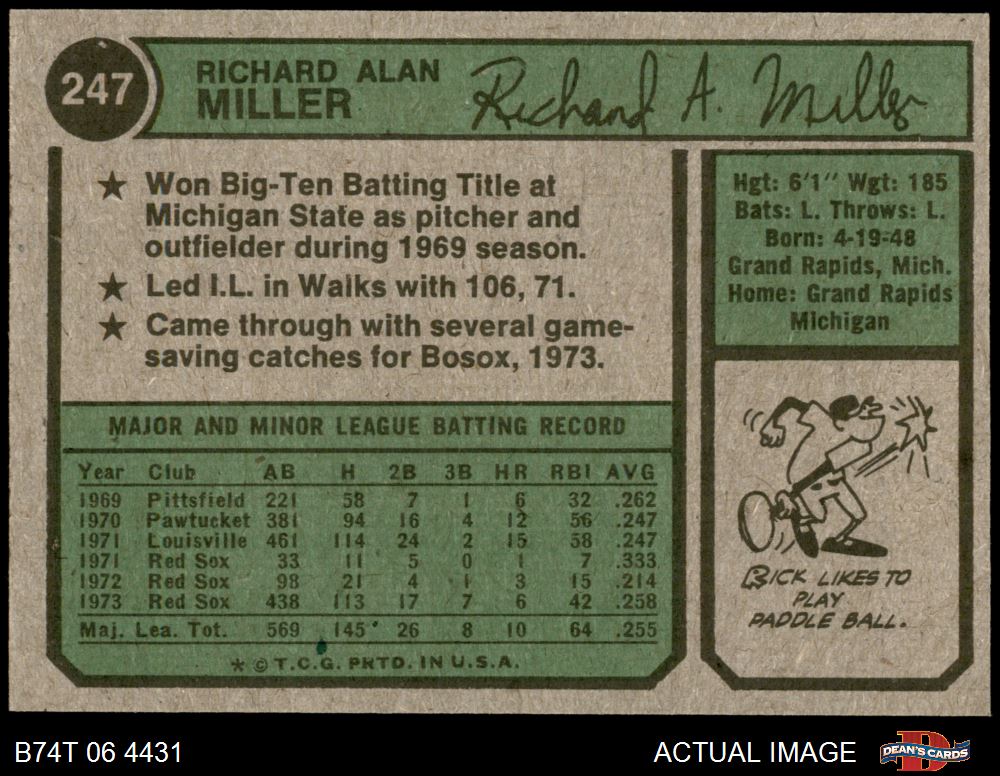 247
RICHARD ALAN
MILLER
Richard A. Miller
★ Won Big-Ten Batting Title at
Michigan State as pitcher and
outfielder during 1969 season.
★ Led I.L. in Walks with 106, 71.
★ Came through with several game-
saving catches for Bosox, 1973.
MAJOR AND MINOR LEAGUE BATTING RECORD
Year Club AB H 2B 3B HR RBI AVG
1969 Pittsfield 221 58 7 1 6 32 .262
1970 Pawtucket 381 94 16 4 12 56 .247
1971 Louisville 461 114 24 2 15 58 .247
1971 Red Sox 33 11 5 0 1 7 .333
1972 Red Sox 98 21 4 1 3 15 .214
1973 Red Sox 438 113 17 7 6 42 .258
Maj. Lea. Tot. 569 145 26 8 10 64 .255
* © T.C.G. PRTD. IN U.S.A.
Hgt: 6'1" Wgt: 185
Bats: L. Throws: L.
Born: 4-19-48
Grand Rapids, Mich.
Home: Grand Rapids
Michigan
RICK LIKES TO
PLAY
PADDLE BALL.
B74T 06 4431
ACTUAL IMAGE
DEAN'S CARDS